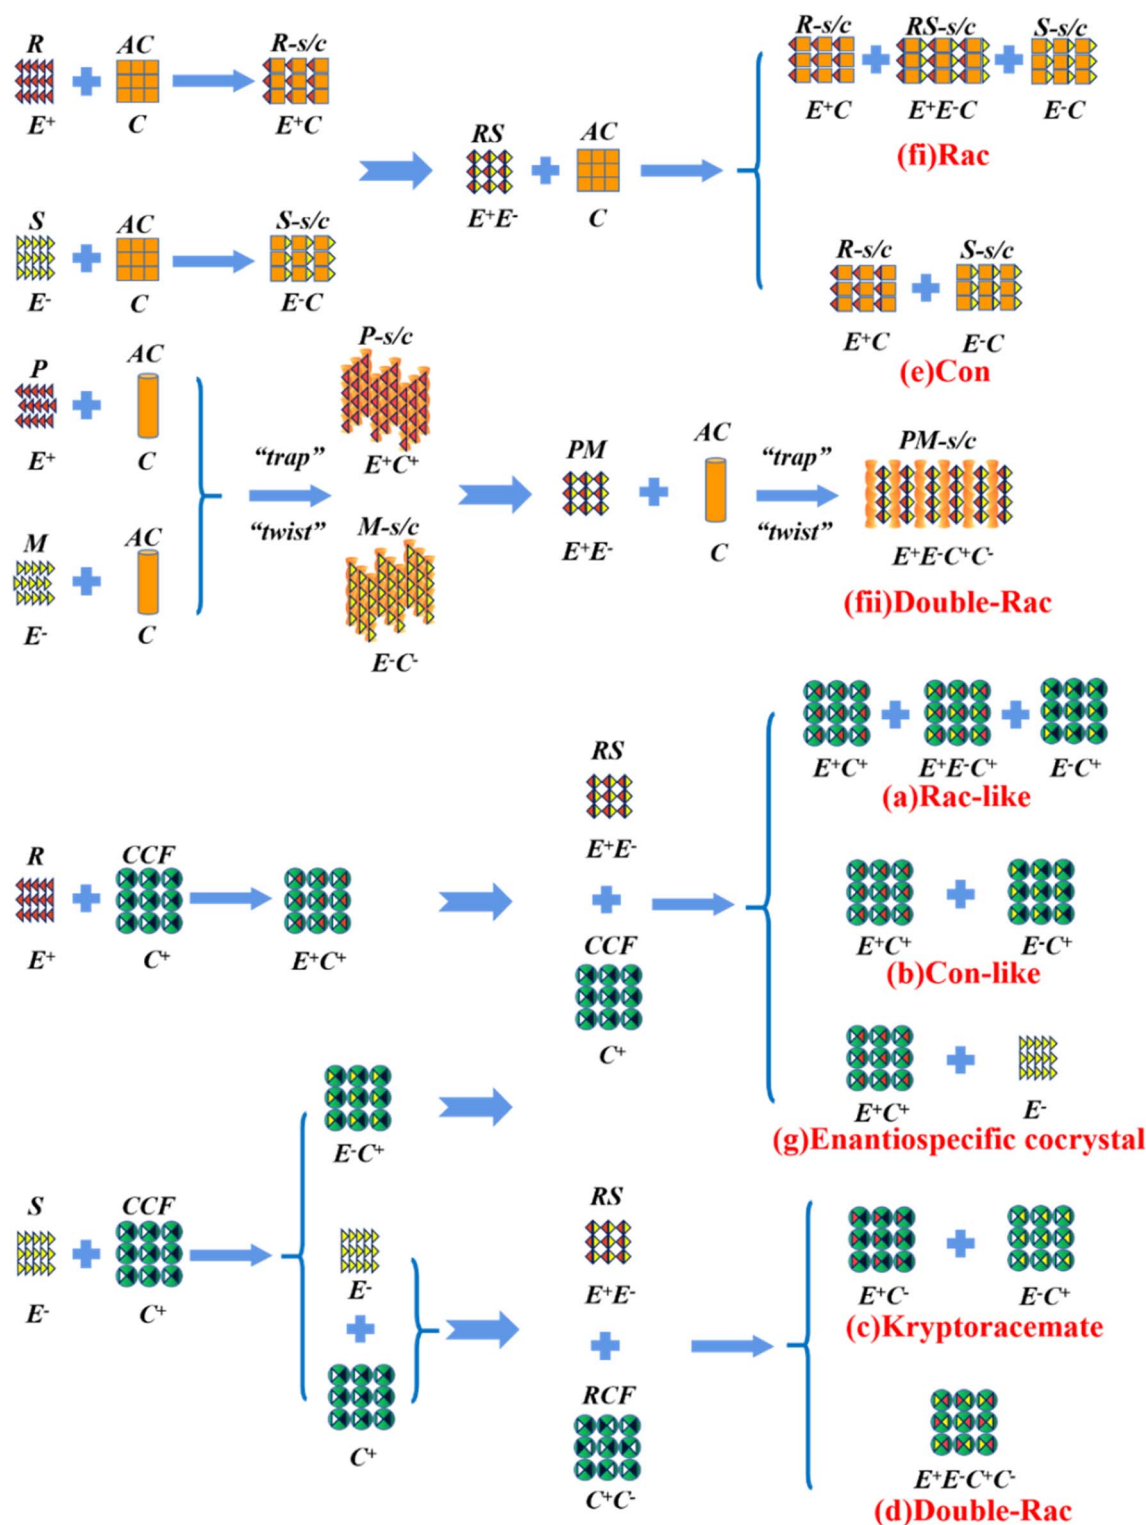 R AC R-s/c
E⁺ C E⁺C
S AC S-s/c
E⁻ C E⁻C
RS AC
E⁺E⁻ C
R-s/c RS-s/c S-s/c
E⁺C E⁺E⁻C E⁻C
(fi)Rac
R-s/c S-s/c
E⁺C E⁻C
(e)Con
P AC
E⁺ C
M AC
E⁻ C
“trap”
“twist”
P-s/c
E⁺C⁺
M-s/c
E⁻C⁻
PM AC
E⁺E⁻ C
“trap”
“twist”
PM-s/c
E⁺E⁻C⁺C⁻
(fii)Double-Rac
R CCF
E⁺ C⁺ E⁺C⁺
RS
E⁺E⁻
CCF
C⁺
E⁺C⁺ E⁺E⁻C⁺ E⁻C⁺
(a)Rac-like
E⁺C⁺ E⁻C⁺
(b)Con-like
E⁺C⁺ E⁻
(g)Enantiospecific cocrystal
S CCF
E⁻ C⁺
E⁻C⁺
E⁻
C⁺
RS
E⁺E⁻
RCF
C⁺C⁻
E⁺C⁻ E⁻C⁺
(c)Kryptoracemate
E⁺E⁻C⁺C⁻
(d)Double-Rac